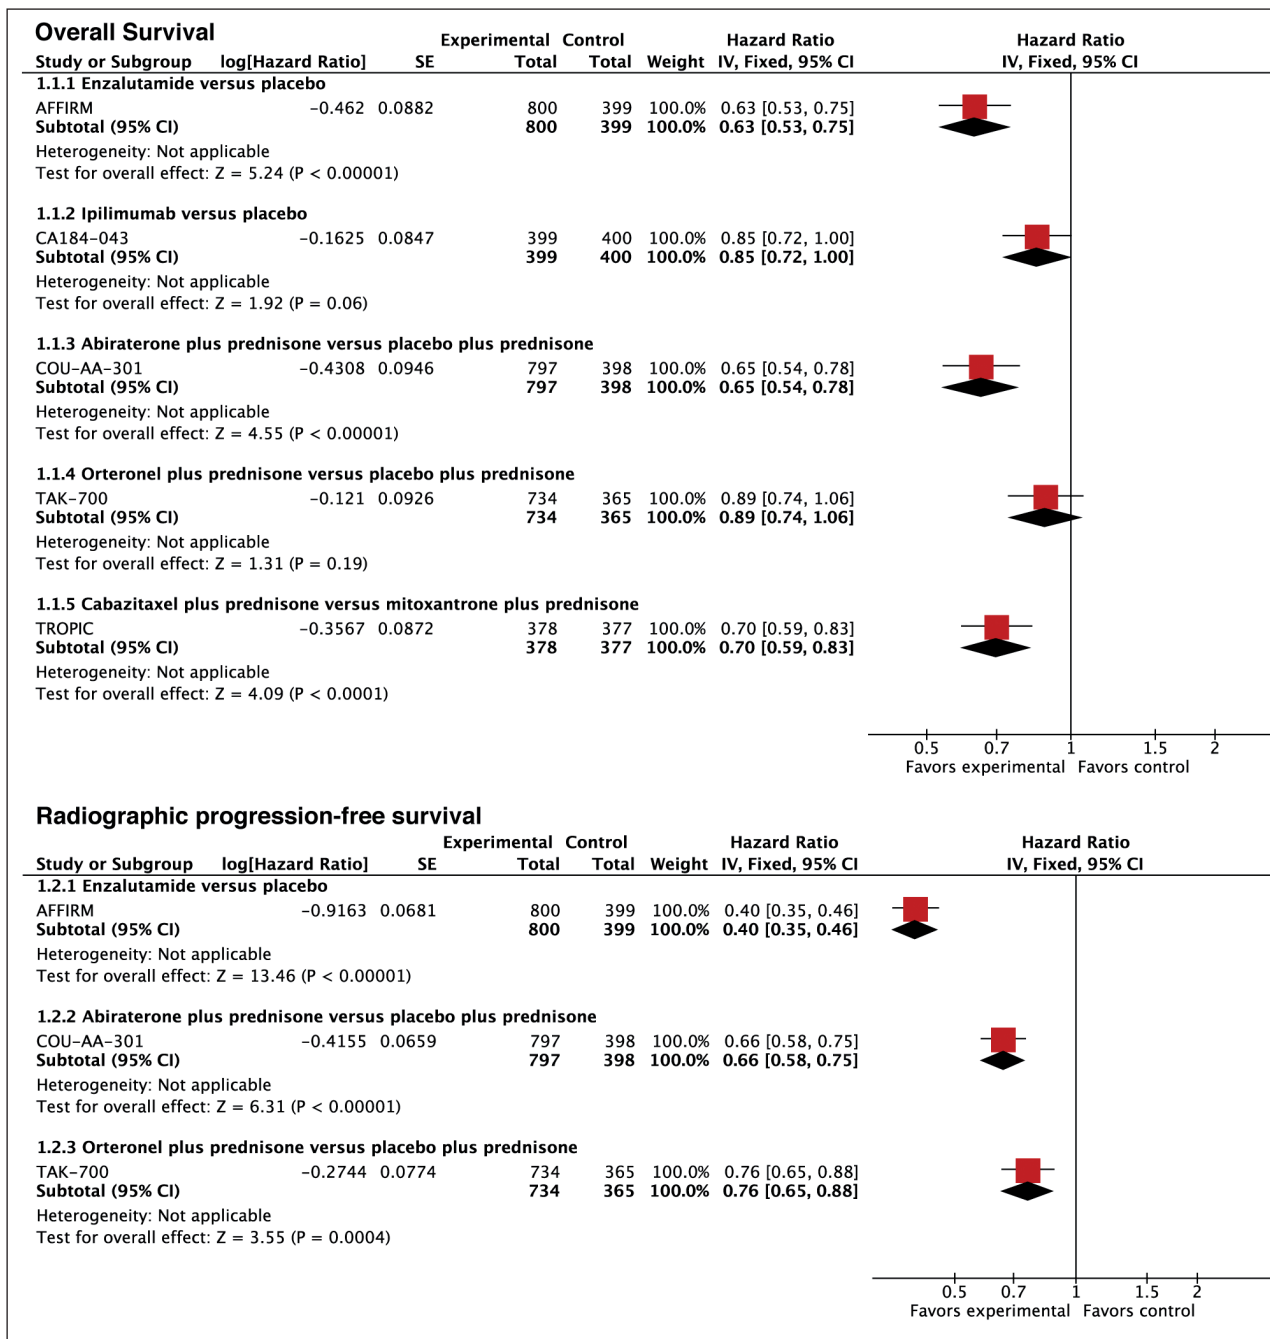 Overall Survival
Experimental Control Hazard Ratio Hazard Ratio
Study or Subgroup log[Hazard Ratio] SE Total Total Weight IV, Fixed, 95% CI IV, Fixed, 95% CI
1.1.1 Enzalutamide versus placebo
AFFIRM −0.462 0.0882 800 399 100.0% 0.63 [0.53, 0.75]
Subtotal (95% CI) 800 399 100.0% 0.63 [0.53, 0.75]
Heterogeneity: Not applicable
Test for overall effect: Z = 5.24 (P < 0.00001)
1.1.2 Ipilimumab versus placebo
CA184-043 −0.1625 0.0847 399 400 100.0% 0.85 [0.72, 1.00]
Subtotal (95% CI) 399 400 100.0% 0.85 [0.72, 1.00]
Heterogeneity: Not applicable
Test for overall effect: Z = 1.92 (P = 0.06)
1.1.3 Abiraterone plus prednisone versus placebo plus prednisone
COU-AA-301 −0.4308 0.0946 797 398 100.0% 0.65 [0.54, 0.78]
Subtotal (95% CI) 797 398 100.0% 0.65 [0.54, 0.78]
Heterogeneity: Not applicable
Test for overall effect: Z = 4.55 (P < 0.00001)
1.1.4 Orteronel plus prednisone versus placebo plus prednisone
TAK-700 −0.121 0.0926 734 365 100.0% 0.89 [0.74, 1.06]
Subtotal (95% CI) 734 365 100.0% 0.89 [0.74, 1.06]
Heterogeneity: Not applicable
Test for overall effect: Z = 1.31 (P = 0.19)
1.1.5 Cabazitaxel plus prednisone versus mitoxantrone plus prednisone
TROPIC −0.3567 0.0872 378 377 100.0% 0.70 [0.59, 0.83]
Subtotal (95% CI) 378 377 100.0% 0.70 [0.59, 0.83]
Heterogeneity: Not applicable
Test for overall effect: Z = 4.09 (P < 0.0001)
0.5 0.7 1 1.5 2
Favors experimental Favors control
Radiographic progression-free survival
Experimental Control Hazard Ratio Hazard Ratio
Study or Subgroup log[Hazard Ratio] SE Total Total Weight IV, Fixed, 95% CI IV, Fixed, 95% CI
1.2.1 Enzalutamide versus placebo
AFFIRM −0.9163 0.0681 800 399 100.0% 0.40 [0.35, 0.46]
Subtotal (95% CI) 800 399 100.0% 0.40 [0.35, 0.46]
Heterogeneity: Not applicable
Test for overall effect: Z = 13.46 (P < 0.00001)
1.2.2 Abiraterone plus prednisone versus placebo plus prednisone
COU-AA-301 −0.4155 0.0659 797 398 100.0% 0.66 [0.58, 0.75]
Subtotal (95% CI) 797 398 100.0% 0.66 [0.58, 0.75]
Heterogeneity: Not applicable
Test for overall effect: Z = 6.31 (P < 0.00001)
1.2.3 Orteronel plus prednisone versus placebo plus prednisone
TAK-700 −0.2744 0.0774 734 365 100.0% 0.76 [0.65, 0.88]
Subtotal (95% CI) 734 365 100.0% 0.76 [0.65, 0.88]
Heterogeneity: Not applicable
Test for overall effect: Z = 3.55 (P = 0.0004)
0.5 0.7 1 1.5 2
Favors experimental Favors control